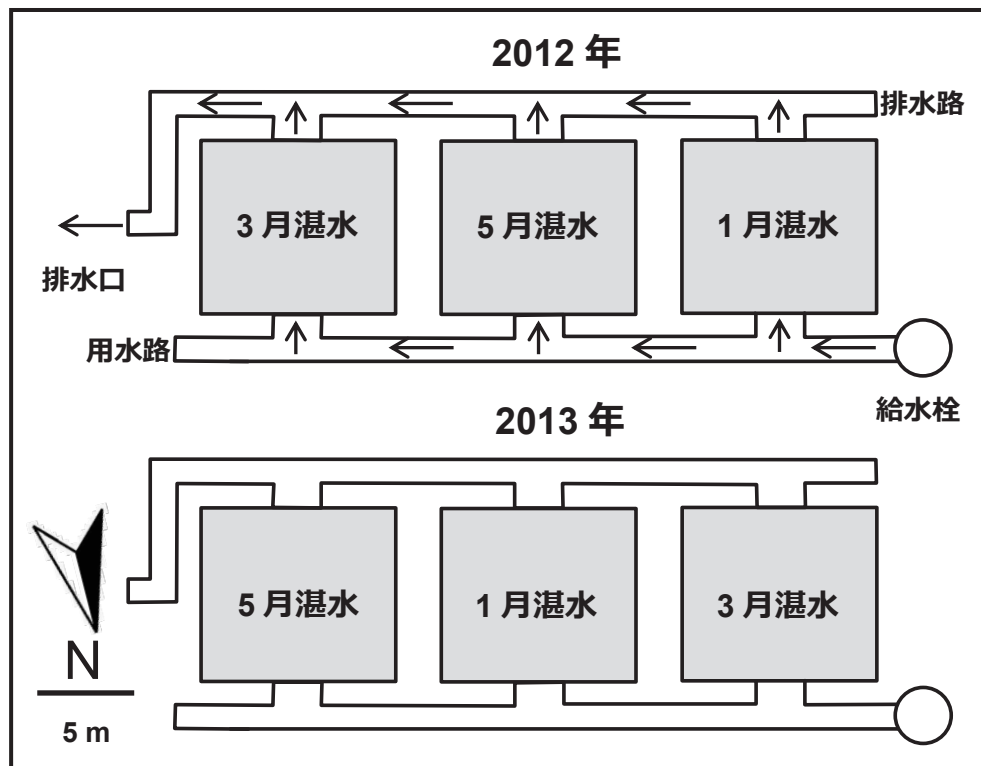 2012 年
排水路
3 月湛水
5 月湛水
1 月湛水
排水口
用水路
給水栓
2013 年
5 月湛水
1 月湛水
3 月湛水
N
5 m